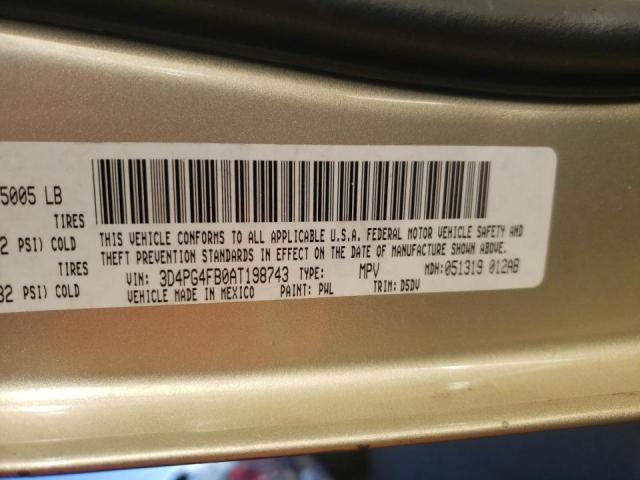 5005 LB
TIRES
2 PSI) COLD
TIRES
32 PSI) COLD
THIS VEHICLE CONFORMS TO ALL APPLICABLE U.S.A. FEDERAL MOTOR VEHICLE SAFETY AND
THEFT PREVENTION STANDARDS IN EFFECT ON THE DATE OF MANUFACTURE SHOWN ABOVE.
VIN: 3D4PG4FB0AT198743 TYPE: MPV MDH:051319 012AB
VEHICLE MADE IN MEXICO PAINT: PWL TRIM: DSDV